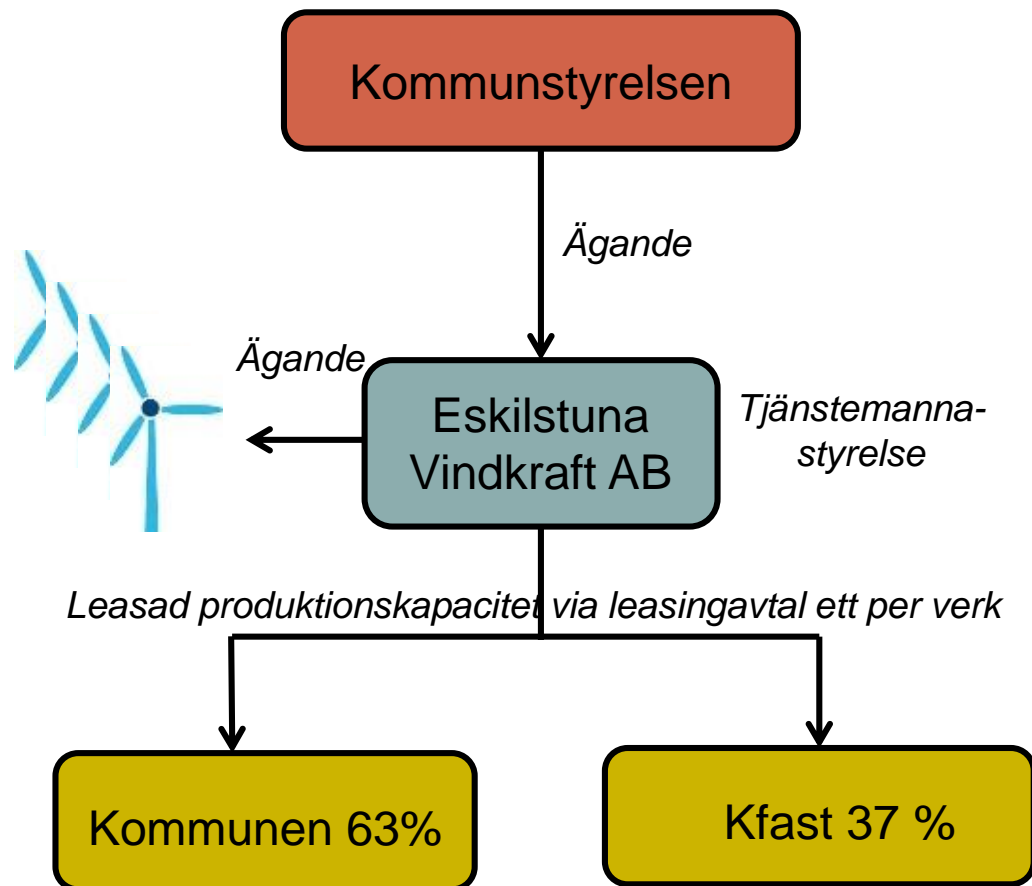 Kommunstyrelsen
Ägande
Ägande
Eskilstuna
Vindkraft AB
Tjänstemanna-
styrelse
Leasad produktionskapacitet via leasingavtal ett per verk
Kommunen 63%
Kfast 37 %